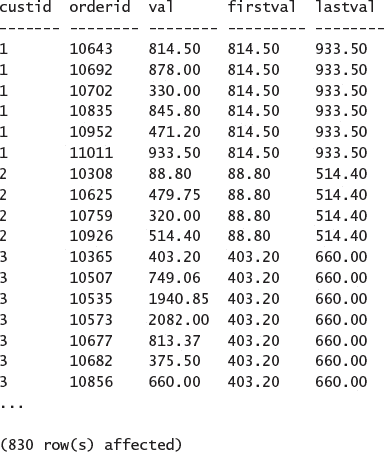 custid  orderid  val      firstval  lastval
------- -------- -------- --------- --------
1       10643    814.50   814.50    933.50
1       10692    878.00   814.50    933.50
1       10702    330.00   814.50    933.50
1       10835    845.80   814.50    933.50
1       10952    471.20   814.50    933.50
1       11011    933.50   814.50    933.50
2       10308    88.80    88.80     514.40
2       10625    479.75   88.80     514.40
2       10759    320.00   88.80     514.40
2       10926    514.40   88.80     514.40
3       10365    403.20   403.20    660.00
3       10507    749.06   403.20    660.00
3       10535    1940.85  403.20    660.00
3       10573    2082.00  403.20    660.00
3       10677    813.37   403.20    660.00
3       10682    375.50   403.20    660.00
3       10856    660.00   403.20    660.00
...
(830 row(s) affected)